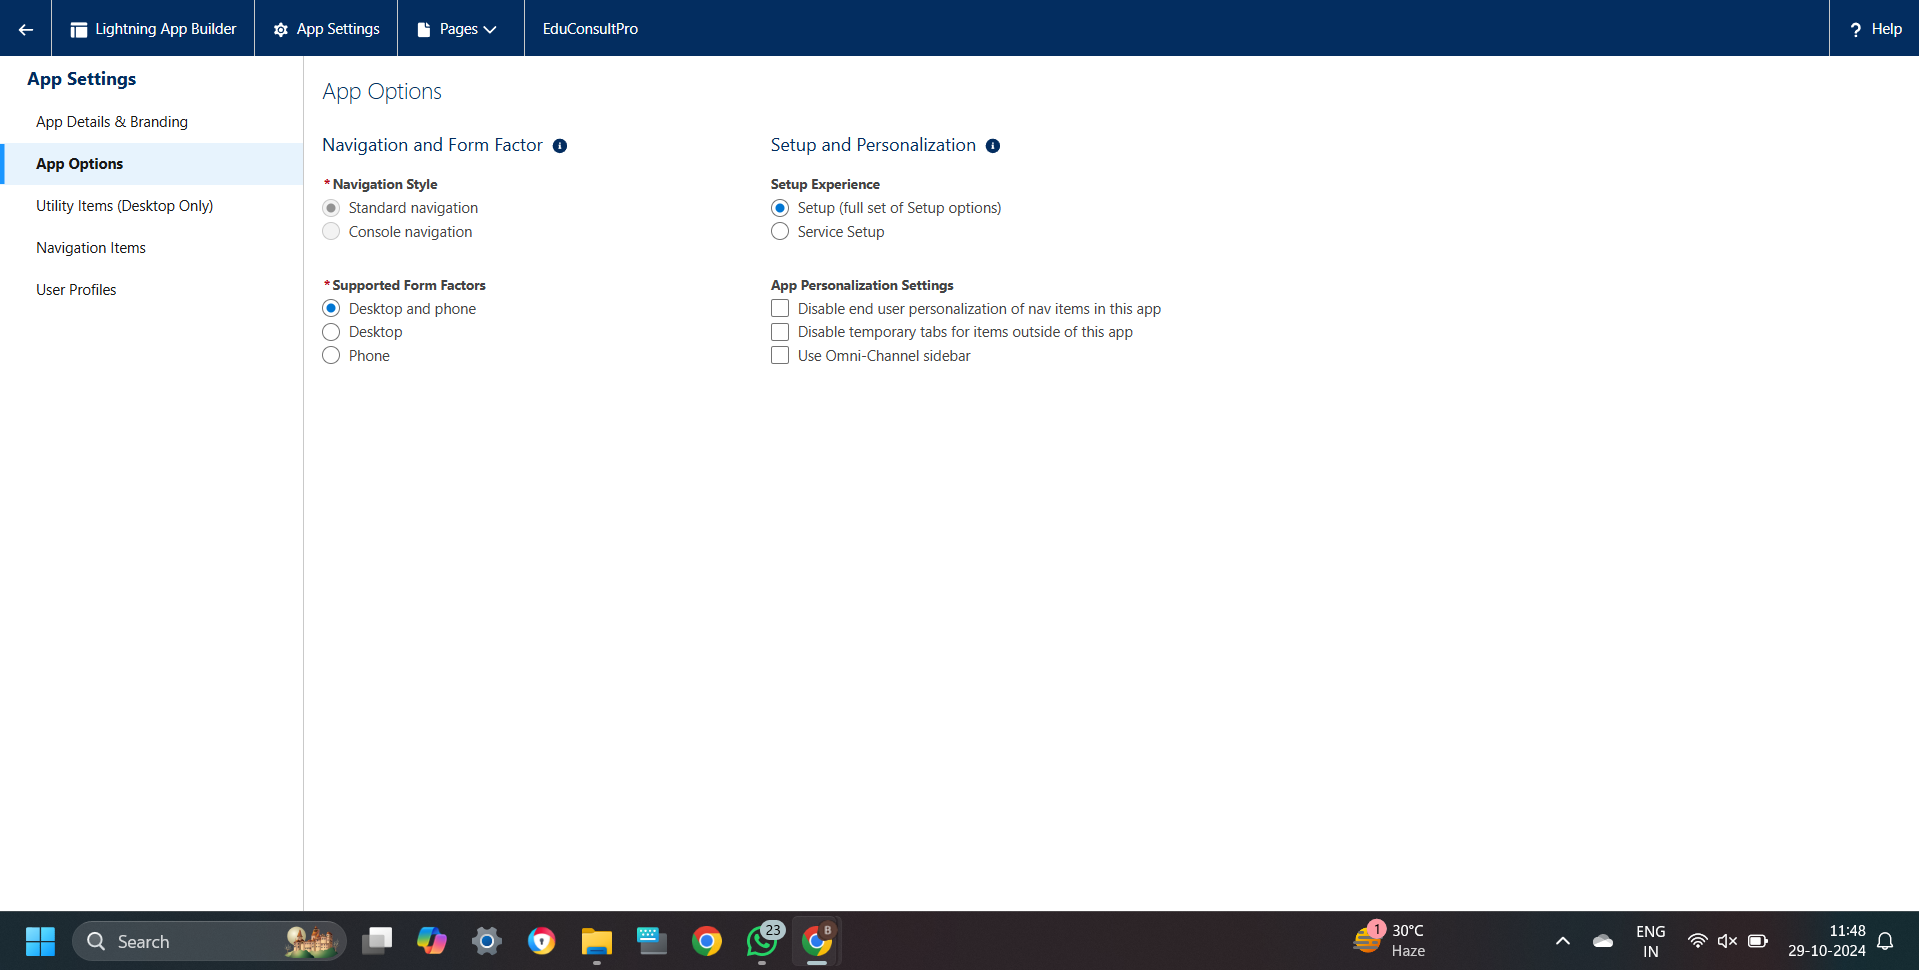 Lightning App Builder
App Settings
Pages
EduConsultPro
? Help
App Settings
App Details & Branding
App Options
Utility Items (Desktop Only)
Navigation Items
User Profiles
App Options
Navigation and Form Factor
* Navigation Style
Standard navigation
Console navigation
* Supported Form Factors
Desktop and phone
Desktop
Phone
Setup and Personalization
Setup Experience
Setup (full set of Setup options)
Service Setup
App Personalization Settings
Disable end user personalization of nav items in this app
Disable temporary tabs for items outside of this app
Use Omni-Channel sidebar
Search
23
B
1
30°C
Haze
ENG
IN
11:48
29-10-2024